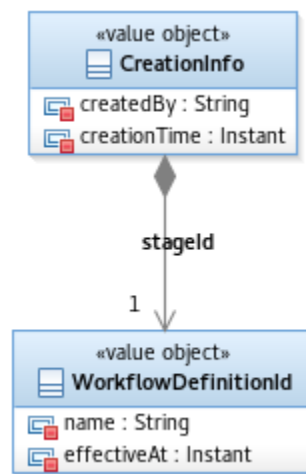 «value object»
CreationInfo
createdBy : String
creationTime : Instant
stageId
1
«value object»
WorkflowDefinitionId
name : String
effectiveAt : Instant